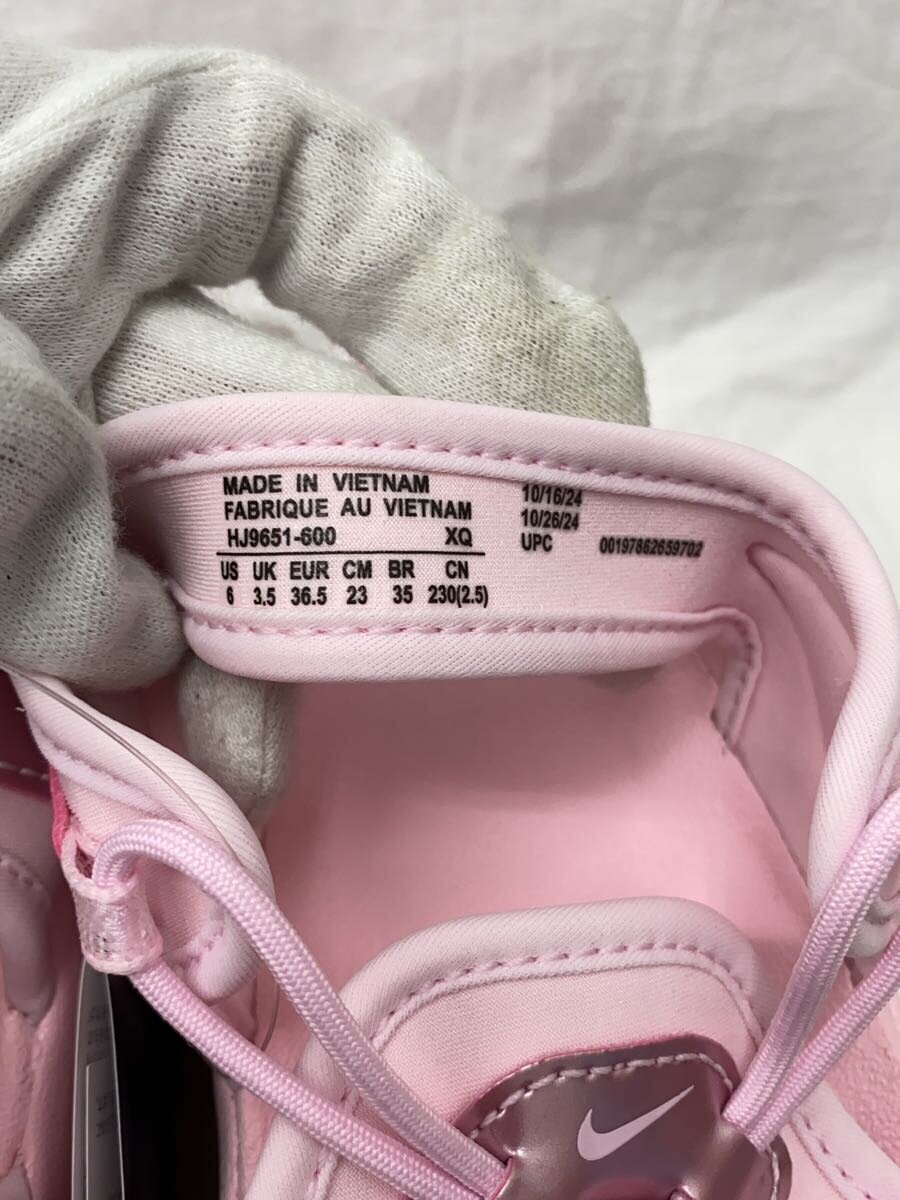 MADE IN VIETNAM
FABRIQUE AU VIETNAM
HJ9651-600 XQ
US UK EUR CM BR CN
6 3.5 36.5 23 35 230(2.5)
10/16/24
10/26/24
UPC 00197862659702